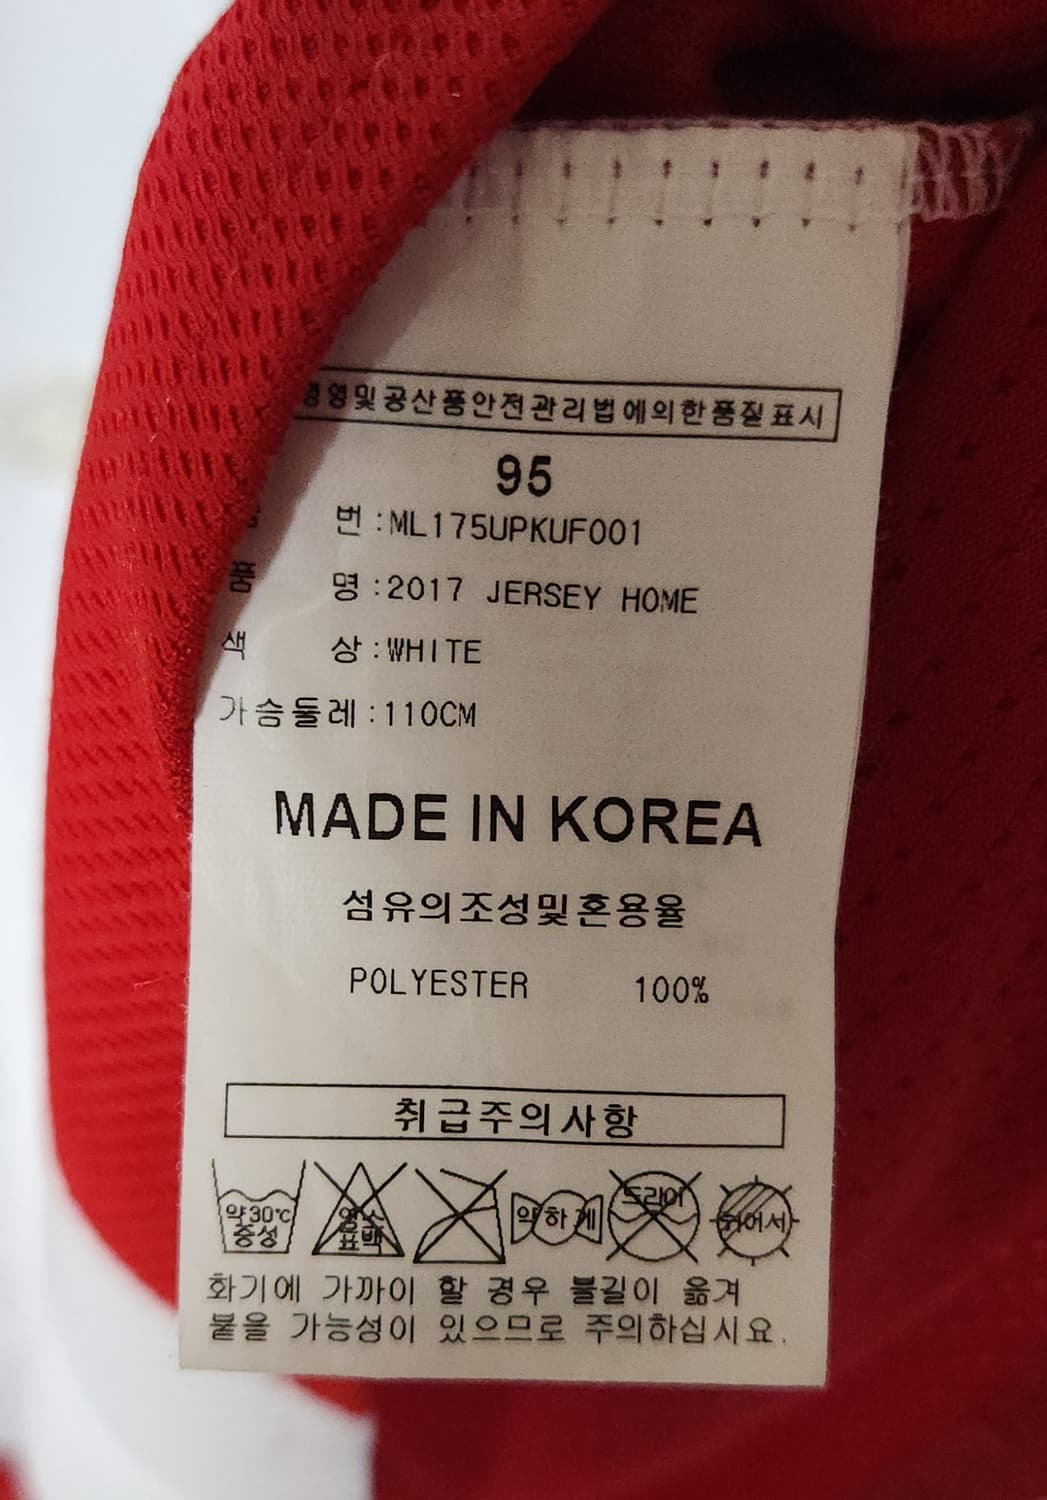 경영및공산품안전관리법에의한품질표시
95
번 :ML175UPKUF001
품 명 :2017 JERSEY HOME
색 상 :WHITE
가슴둘레 :110CM
MADE IN KOREA
섬유의조성및혼용율
POLYESTER 100%
취급주의사항
약30℃ 중성 염소 표백 약하게 드라이 뉘어서
화기에 가까이 할 경우 불길이 옮겨
붙을 가능성이 있으므로 주의하십시요.